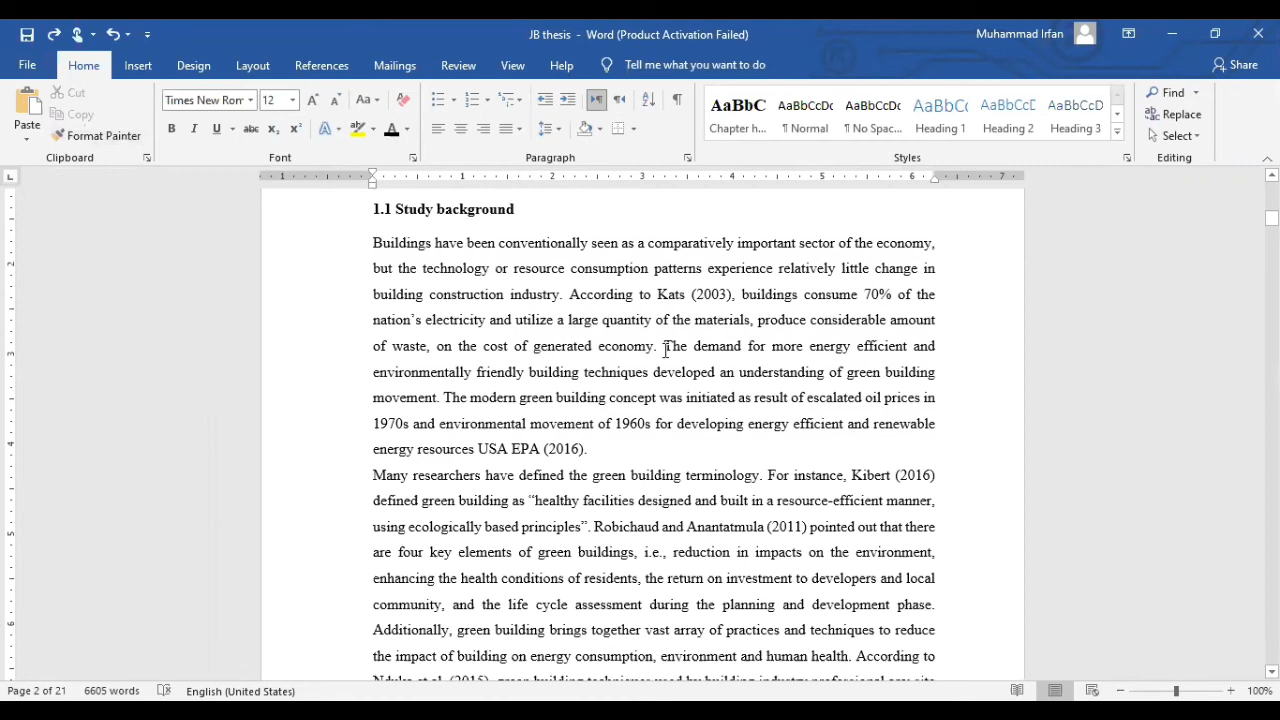 JB thesis - Word (Product Activation Failed)
Muhammad Irfan
File Home Insert Design Layout References Mailings Review View Help Tell me what you want to do Share
Paste
Cut
Copy
Format Painter
Clipboard
Times New Rom 12
Font
Paragraph
AaBbC AaBbCcDc AaBbCcDc AaBbCc AaBbCcD AaBbCcD
Chapter h... ¶ Normal ¶ No Spac... Heading 1 Heading 2 Heading 3
Styles
Find
Replace
Select
Editing
1 1 2 3 4 5 6 7
1.1 Study background
Buildings have been conventionally seen as a comparatively important sector of the economy,
but the technology or resource consumption patterns experience relatively little change in
building construction industry. According to Kats (2003), buildings consume 70% of the
nation’s electricity and utilize a large quantity of the materials, produce considerable amount
of waste, on the cost of generated economy. The demand for more energy efficient and
environmentally friendly building techniques developed an understanding of green building
movement. The modern green building concept was initiated as result of escalated oil prices in
1970s and environmental movement of 1960s for developing energy efficient and renewable
energy resources USA EPA (2016).
Many researchers have defined the green building terminology. For instance, Kibert (2016)
defined green building as “healthy facilities designed and built in a resource-efficient manner,
using ecologically based principles”. Robichaud and Anantatmula (2011) pointed out that there
are four key elements of green buildings, i.e., reduction in impacts on the environment,
enhancing the health conditions of residents, the return on investment to developers and local
community, and the life cycle assessment during the planning and development phase.
Additionally, green building brings together vast array of practices and techniques to reduce
the impact of building on energy consumption, environment and human health. According to
Page 2 of 21 6605 words English (United States) 100%